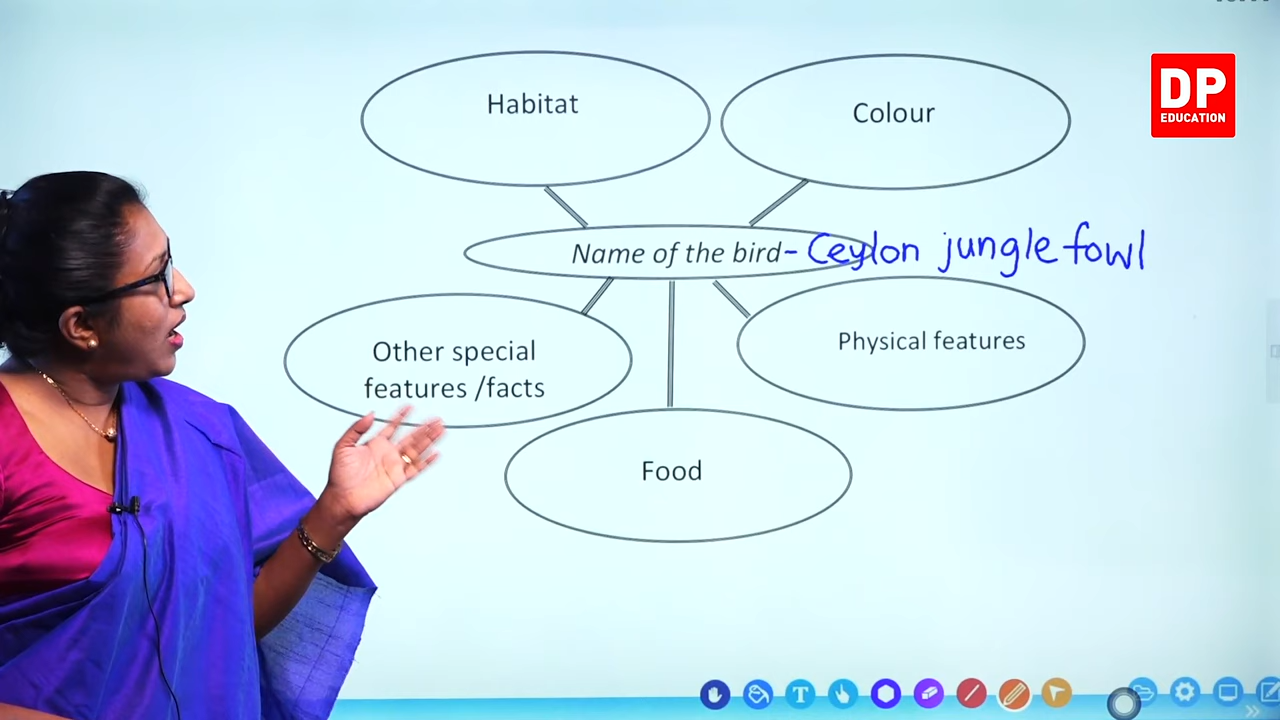 DP
EDUCATION
Habitat
Colour
Name of the bird- Ceylon jungle fowl
Other special
features /facts
Physical features
Food